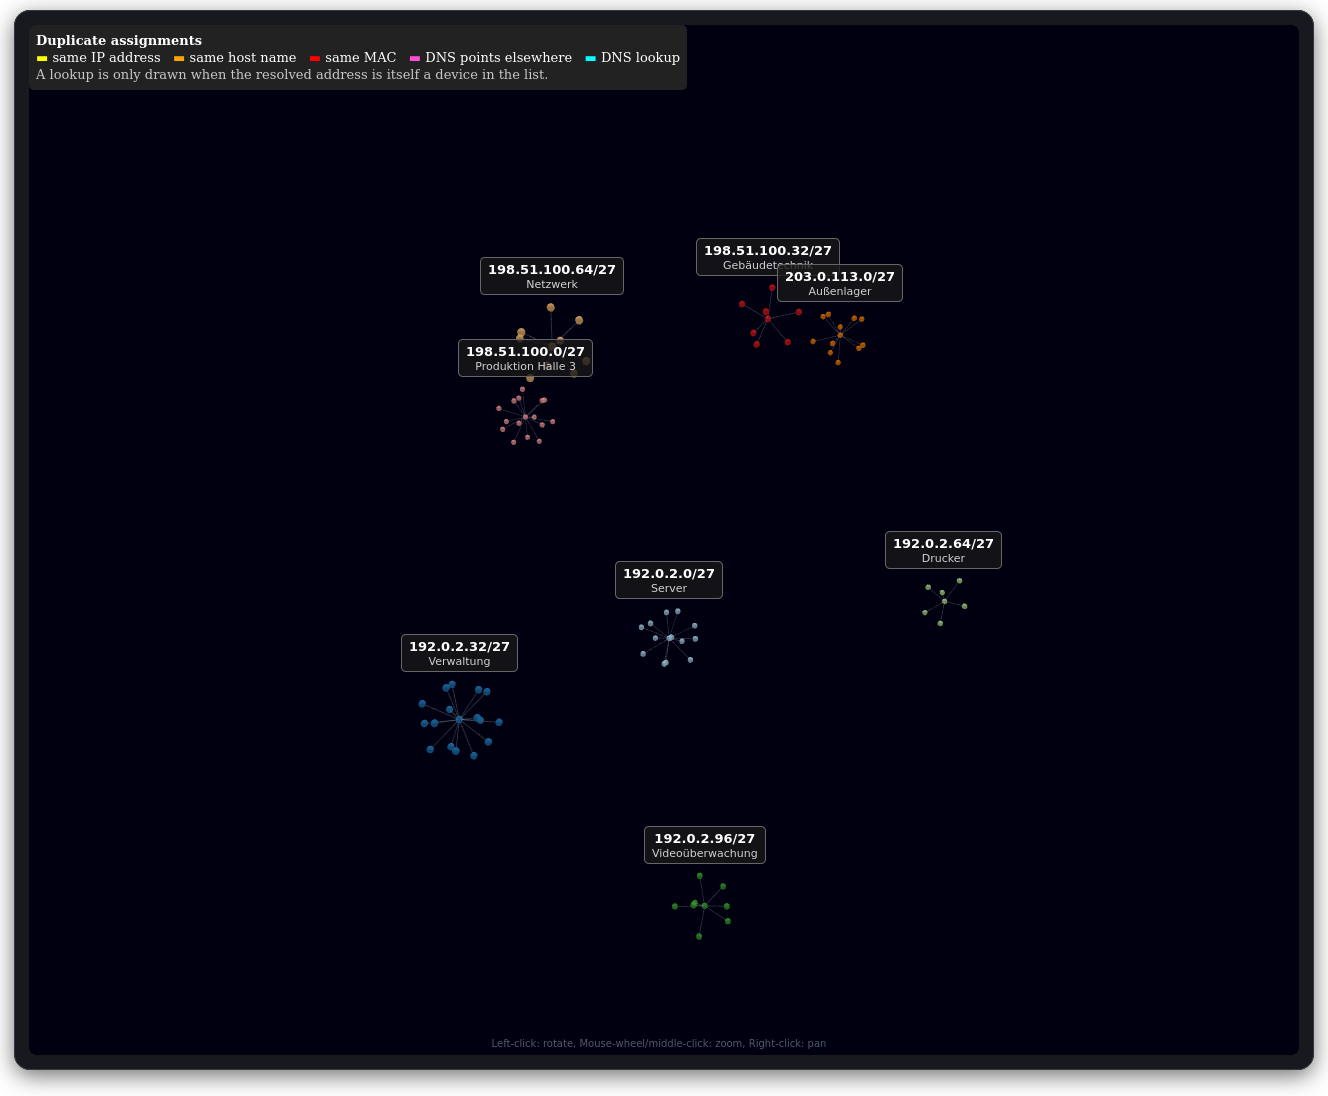 Duplicate assignments
same IP address same host name same MAC DNS points elsewhere DNS lookup
A lookup is only drawn when the resolved address is itself a device in the list.
198.51.100.32/27
Gebäudetechnik
198.51.100.64/27
Netzwerk
203.0.113.0/27
Außenlager
198.51.100.0/27
Produktion Halle 3
192.0.2.64/27
Drucker
192.0.2.0/27
Server
192.0.2.32/27
Verwaltung
192.0.2.96/27
Videoüberwachung
Left-click: rotate, Mouse-wheel/middle-click: zoom, Right-click: pan